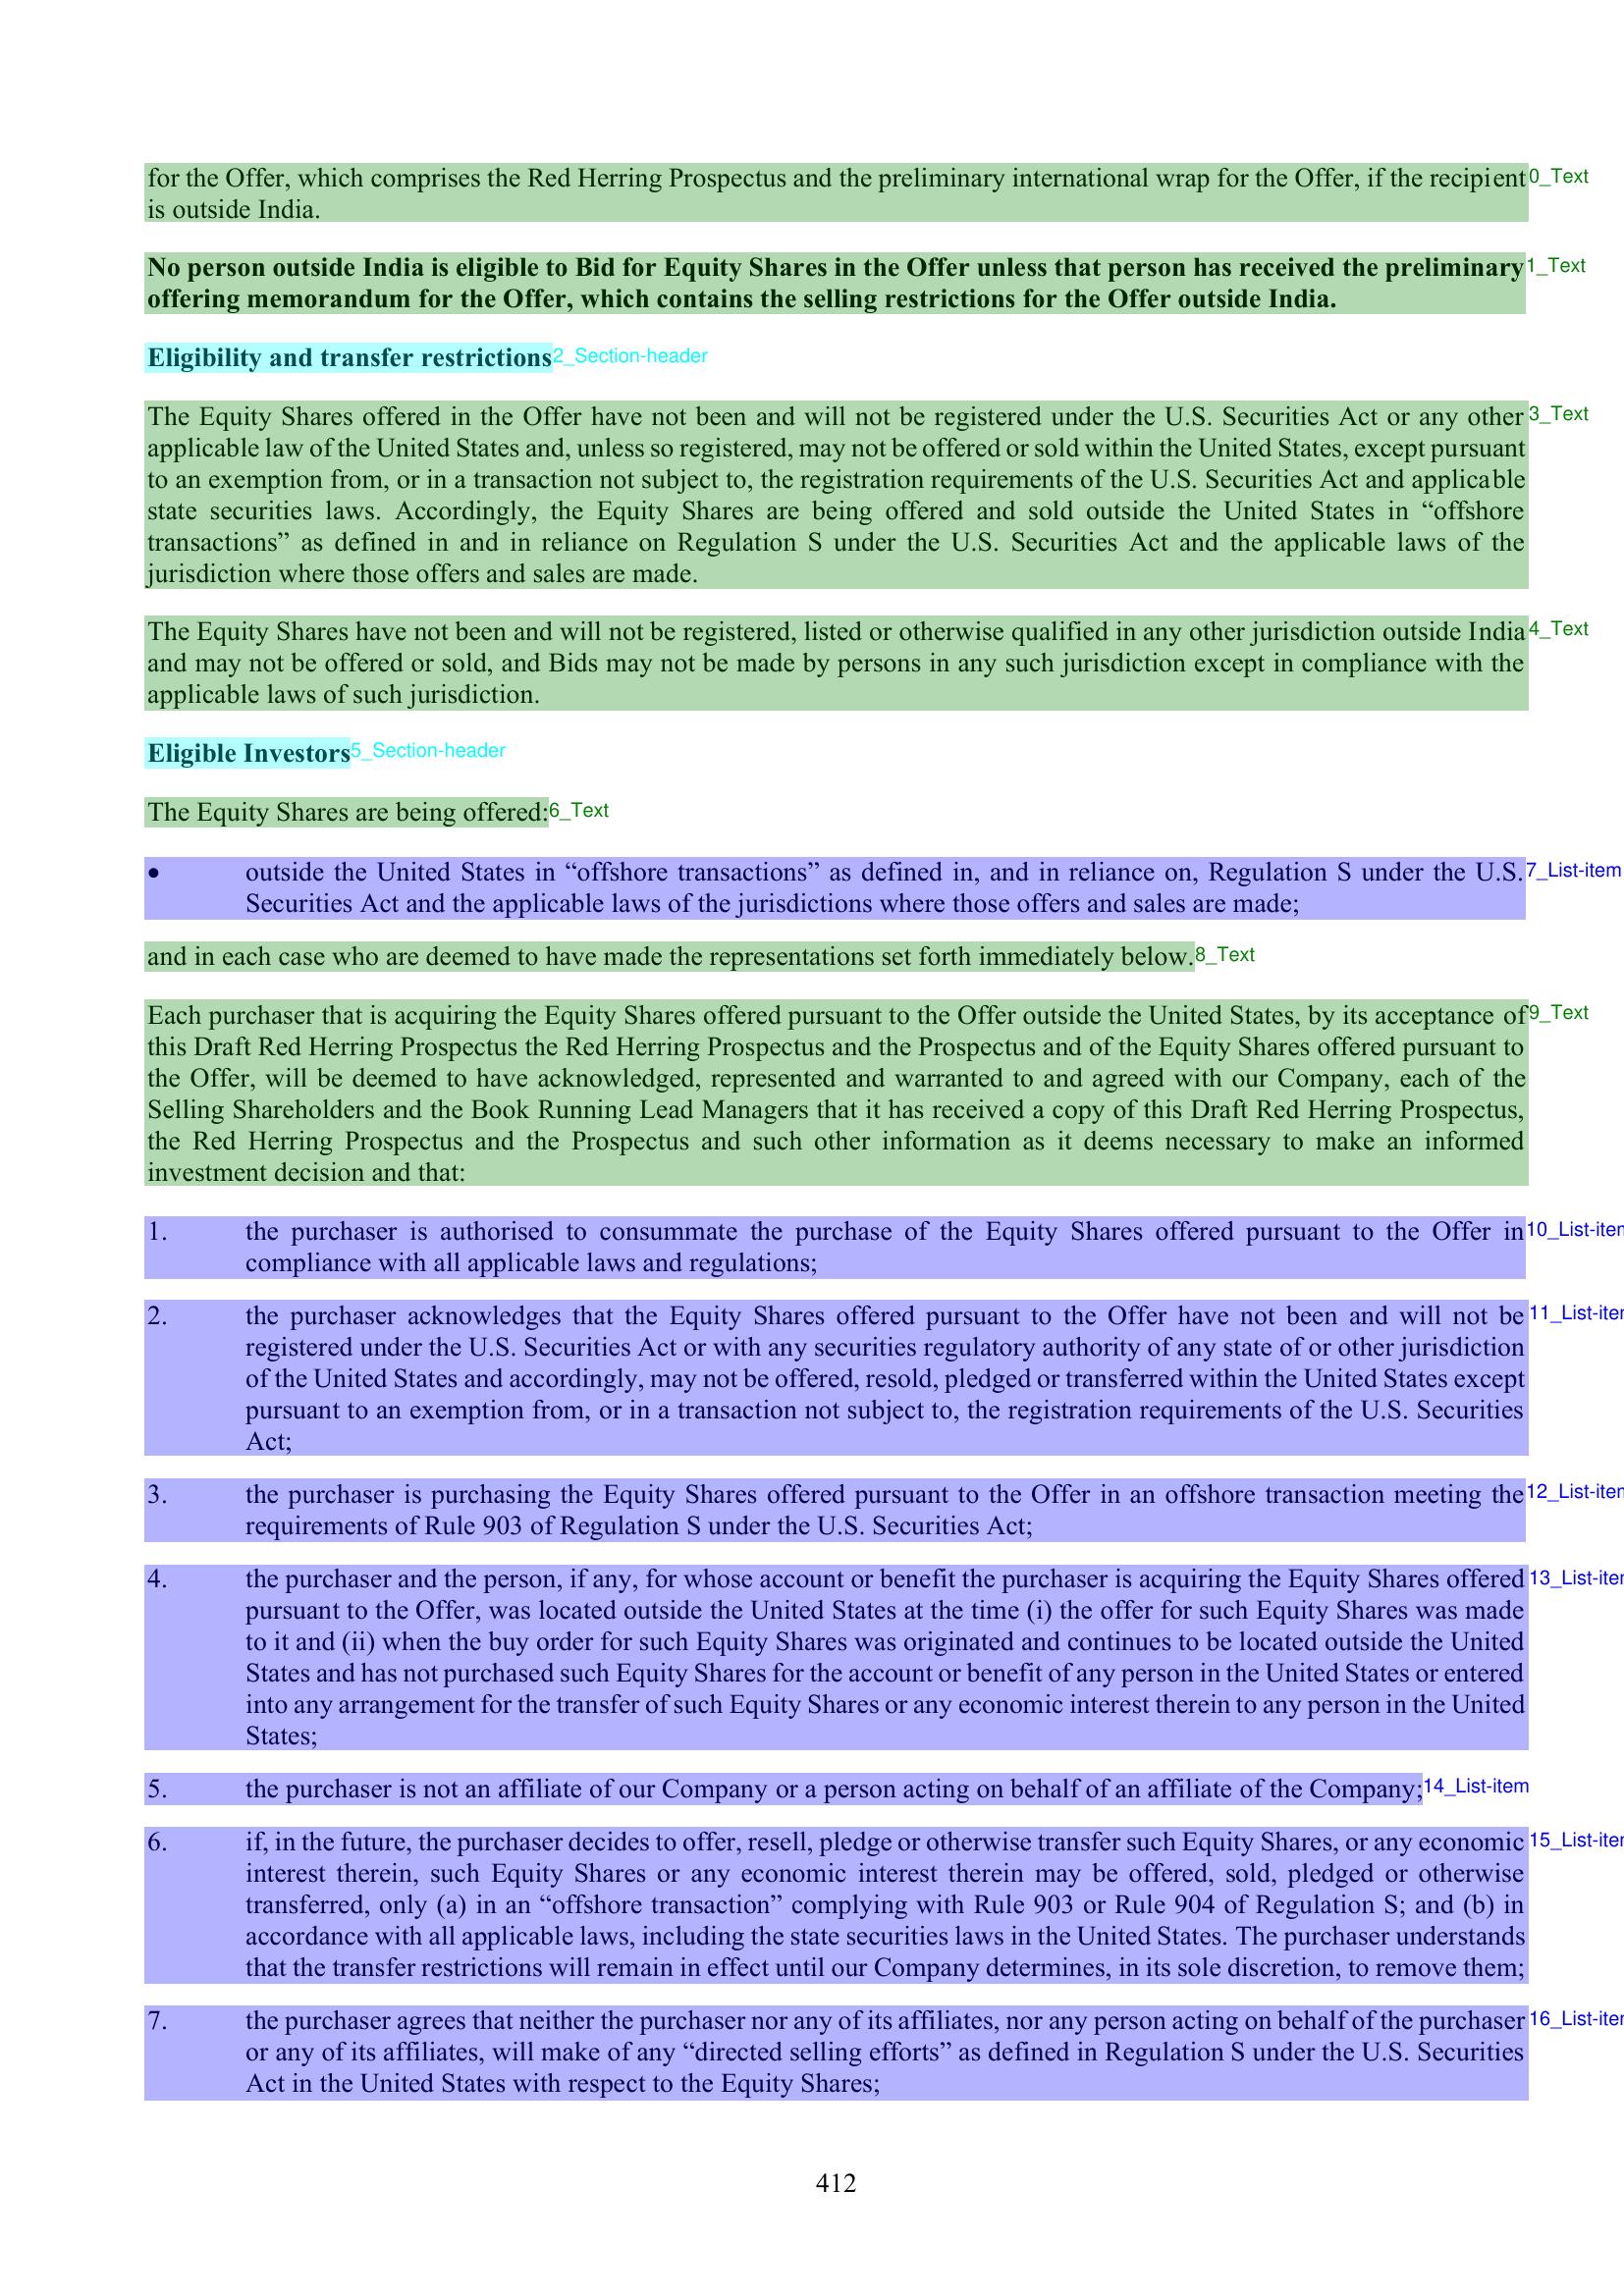 for the Offer, which comprises the Red Herring Prospectus and the preliminary international wrap for the Offer, if the recipient 0_Text
is outside India.
No person outside India is eligible to Bid for Equity Shares in the Offer unless that person has received the preliminary 1_Text
offering memorandum for the Offer, which contains the selling restrictions for the Offer outside India.
Eligibility and transfer restrictions 2_Section-header
The Equity Shares offered in the Offer have not been and will not be registered under the U.S. Securities Act or any other 3_Text
applicable law of the United States and, unless so registered, may not be offered or sold within the United States, except pursuant
to an exemption from, or in a transaction not subject to, the registration requirements of the U.S. Securities Act and applicable
state securities laws. Accordingly, the Equity Shares are being offered and sold outside the United States in “offshore
transactions” as defined in and in reliance on Regulation S under the U.S. Securities Act and the applicable laws of the
jurisdiction where those offers and sales are made.
The Equity Shares have not been and will not be registered, listed or otherwise qualified in any other jurisdiction outside India 4_Text
and may not be offered or sold, and Bids may not be made by persons in any such jurisdiction except in compliance with the
applicable laws of such jurisdiction.
Eligible Investors 5_Section-header
The Equity Shares are being offered: 6_Text
• outside the United States in “offshore transactions” as defined in, and in reliance on, Regulation S under the U.S. 7_List-item
Securities Act and the applicable laws of the jurisdictions where those offers and sales are made;
and in each case who are deemed to have made the representations set forth immediately below. 8_Text
Each purchaser that is acquiring the Equity Shares offered pursuant to the Offer outside the United States, by its acceptance of 9_Text
this Draft Red Herring Prospectus the Red Herring Prospectus and the Prospectus and of the Equity Shares offered pursuant to
the Offer, will be deemed to have acknowledged, represented and warranted to and agreed with our Company, each of the
Selling Shareholders and the Book Running Lead Managers that it has received a copy of this Draft Red Herring Prospectus,
the Red Herring Prospectus and the Prospectus and such other information as it deems necessary to make an informed
investment decision and that:
1. the purchaser is authorised to consummate the purchase of the Equity Shares offered pursuant to the Offer in 10_List-iter
compliance with all applicable laws and regulations;
2. the purchaser acknowledges that the Equity Shares offered pursuant to the Offer have not been and will not be 11_List-iter
registered under the U.S. Securities Act or with any securities regulatory authority of any state of or other jurisdiction
of the United States and accordingly, may not be offered, resold, pledged or transferred within the United States except
pursuant to an exemption from, or in a transaction not subject to, the registration requirements of the U.S. Securities
Act;
3. the purchaser is purchasing the Equity Shares offered pursuant to the Offer in an offshore transaction meeting the 12_List-iter
requirements of Rule 903 of Regulation S under the U.S. Securities Act;
4. the purchaser and the person, if any, for whose account or benefit the purchaser is acquiring the Equity Shares offered 13_List-iter
pursuant to the Offer, was located outside the United States at the time (i) the offer for such Equity Shares was made
to it and (ii) when the buy order for such Equity Shares was originated and continues to be located outside the United
States and has not purchased such Equity Shares for the account or benefit of any person in the United States or entered
into any arrangement for the transfer of such Equity Shares or any economic interest therein to any person in the United
States;
5. the purchaser is not an affiliate of our Company or a person acting on behalf of an affiliate of the Company; 14_List-item
6. if, in the future, the purchaser decides to offer, resell, pledge or otherwise transfer such Equity Shares, or any economic 15_List-iter
interest therein, such Equity Shares or any economic interest therein may be offered, sold, pledged or otherwise
transferred, only (a) in an “offshore transaction” complying with Rule 903 or Rule 904 of Regulation S; and (b) in
accordance with all applicable laws, including the state securities laws in the United States. The purchaser understands
that the transfer restrictions will remain in effect until our Company determines, in its sole discretion, to remove them;
7. the purchaser agrees that neither the purchaser nor any of its affiliates, nor any person acting on behalf of the purchaser 16_List-iter
or any of its affiliates, will make of any “directed selling efforts” as defined in Regulation S under the U.S. Securities
Act in the United States with respect to the Equity Shares;
412